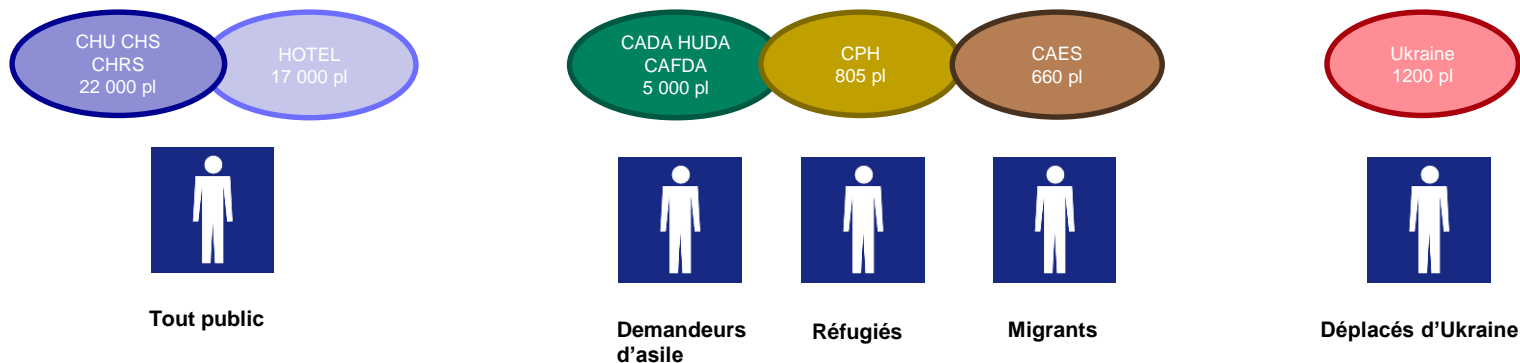 CHU CHS
CHRS
22 000 pl
HOTEL
17 000 pl
CADA HUDA
CAFDA
5 000 pl
CPH
805 pl
CAES
660 pl
Ukraine
1200 pl
Tout public
Demandeurs
d'asile
Réfugiés
Migrants
Déplacés d'Ukraine